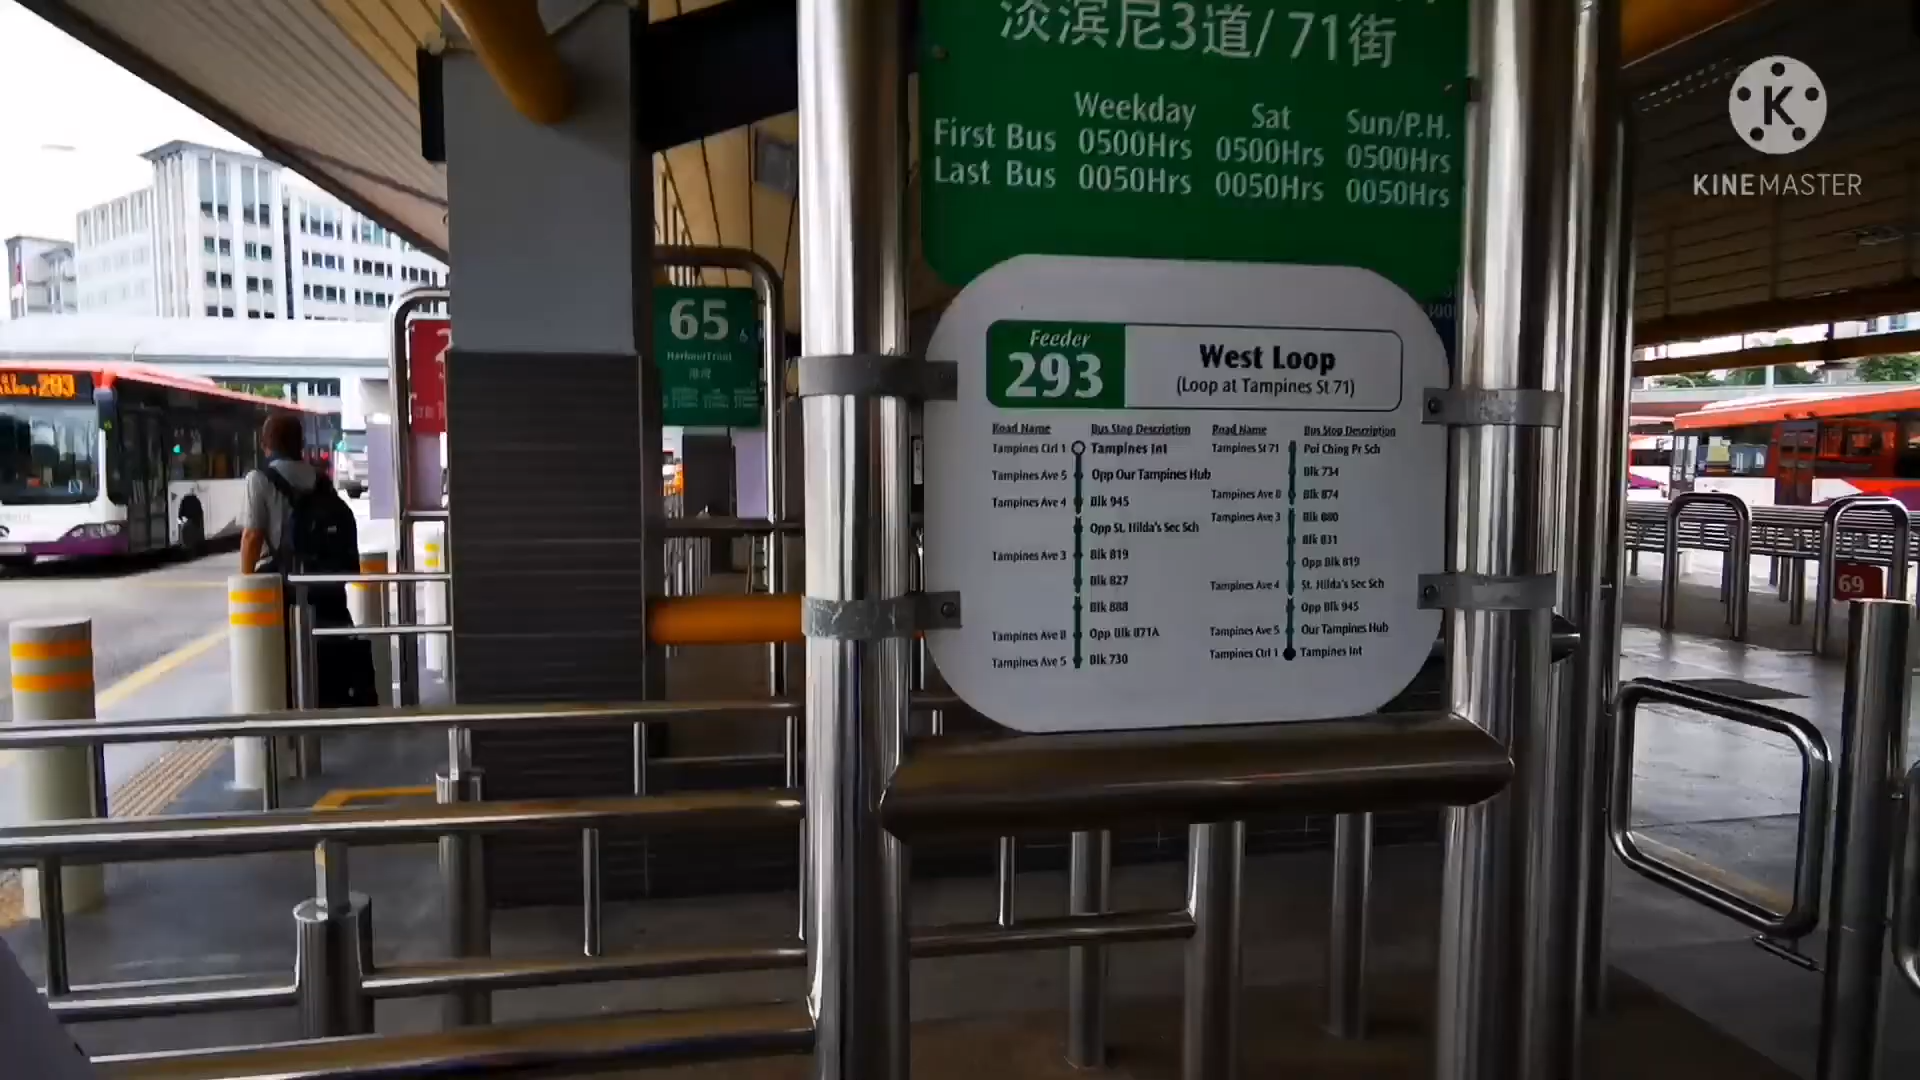 淡滨尼3道/ 71街
Weekday Sat Sun/P.H.
First Bus 0500Hrs 0500Hrs 0500Hrs
Last Bus 0050Hrs 0050Hrs 0050Hrs
Feeder
293
West Loop
(Loop at Tampines St 71)
Road Name Bus Stop Description
Tampines Ctrl 1 Tampines Int
Tampines Ave 5 Opp Our Tampines Hub
Tampines Ave 4 Blk 945
Opp St. Hilda's Sec Sch
Tampines Ave 3 Blk 819
Blk 827
Blk 888
Tampines Ave 8 Opp Blk 871A
Tampines Ave 5 Blk 730
Road Name Bus Stop Description
Tampines St 71 Poi Ching Pr Sch
Blk 734
Tampines Ave 8 Blk 874
Tampines Ave 3 Blk 880
Blk 831
Opp Blk 819
Tampines Ave 4 St. Hilda's Sec Sch
Opp Blk 945
Tampines Ave 5 Our Tampines Hub
Tampines Ctrl 1 Tampines Int
65
HarbourFront
港湾
293
69
K
KINEMASTER